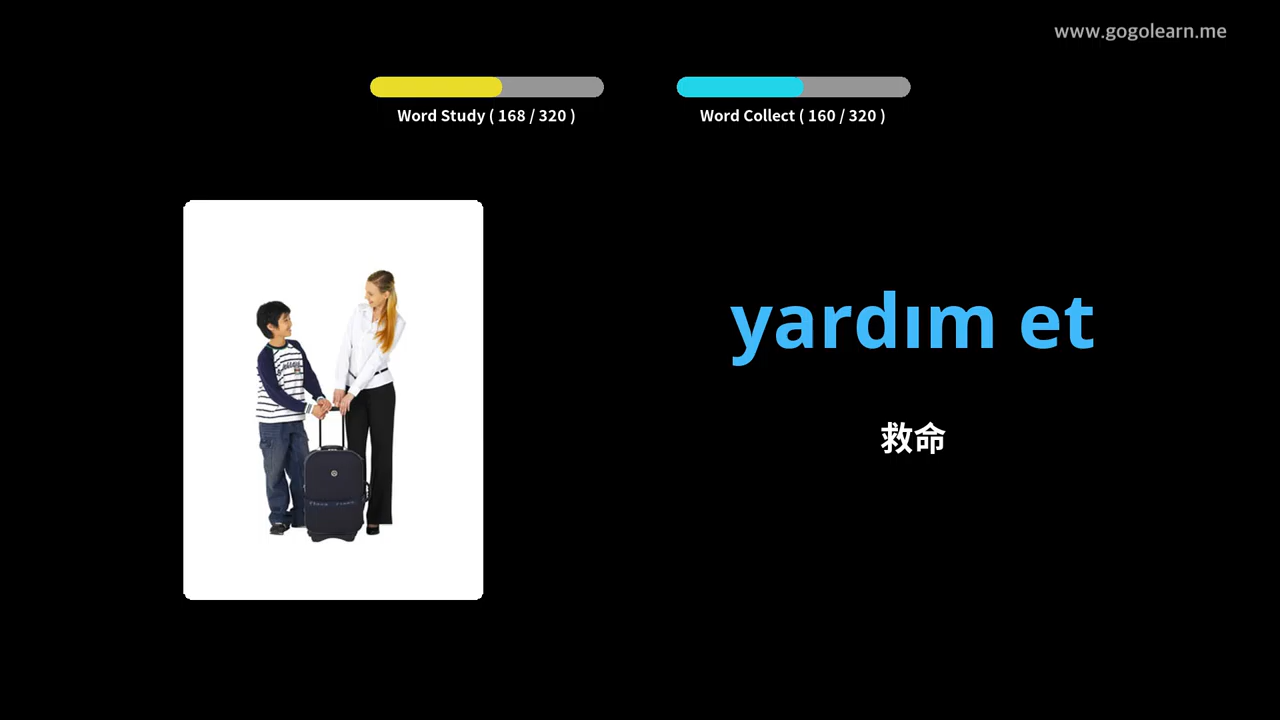 www.gogolearn.me
Word Study ( 168 / 320 )
Word Collect ( 160 / 320 )
yardım et
救命